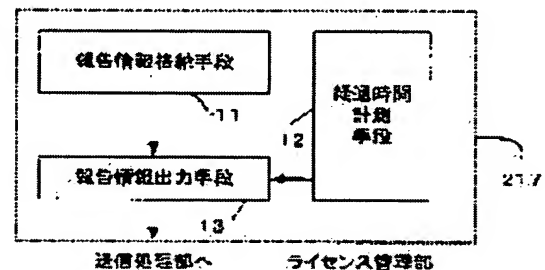 報告情報格納手段
11
経過時間
計測
手段
12
報告情報出力手段
13
217
送信処理部へ
ライセンス管理部